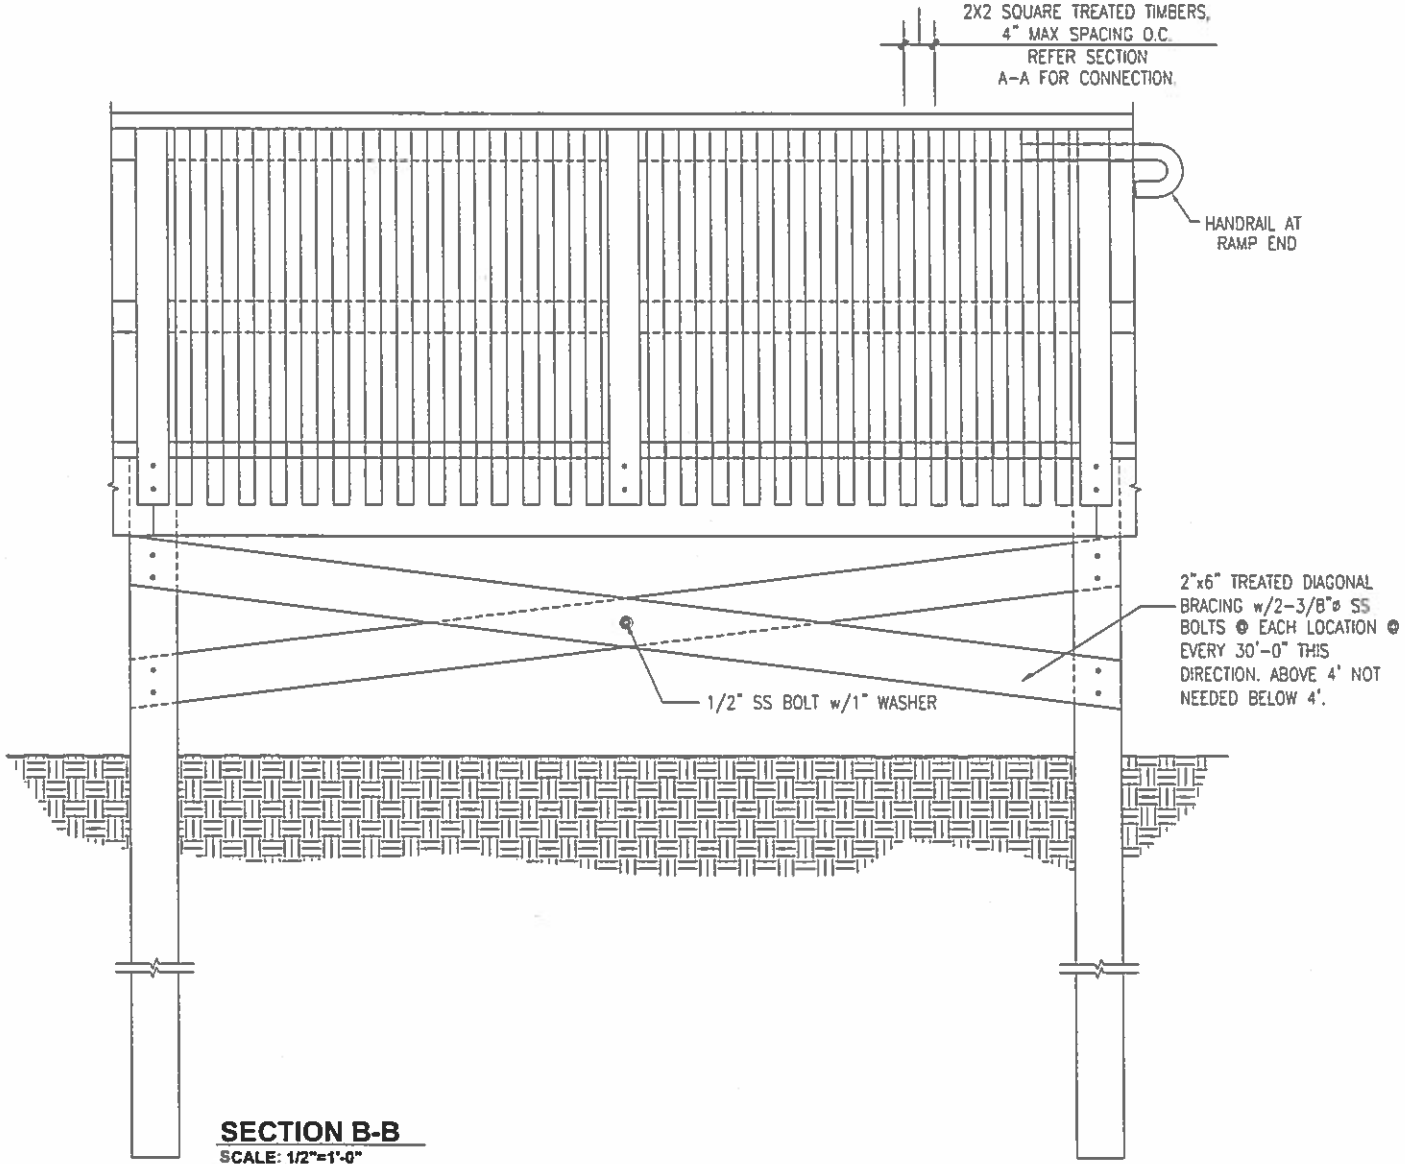 2X2 SQUARE TREATED TIMBERS,
4" MAX SPACING O.C.
REFER SECTION
A-A FOR CONNECTION.
HANDRAIL AT
RAMP END
2"x6" TREATED DIAGONAL
BRACING w/2-3/8"ø SS
BOLTS @ EACH LOCATION @
EVERY 30'-0" THIS
DIRECTION. ABOVE 4' NOT
NEEDED BELOW 4'.
1/2" SS BOLT w/1" WASHER
SECTION B-B
SCALE: 1/2"=1'-0"